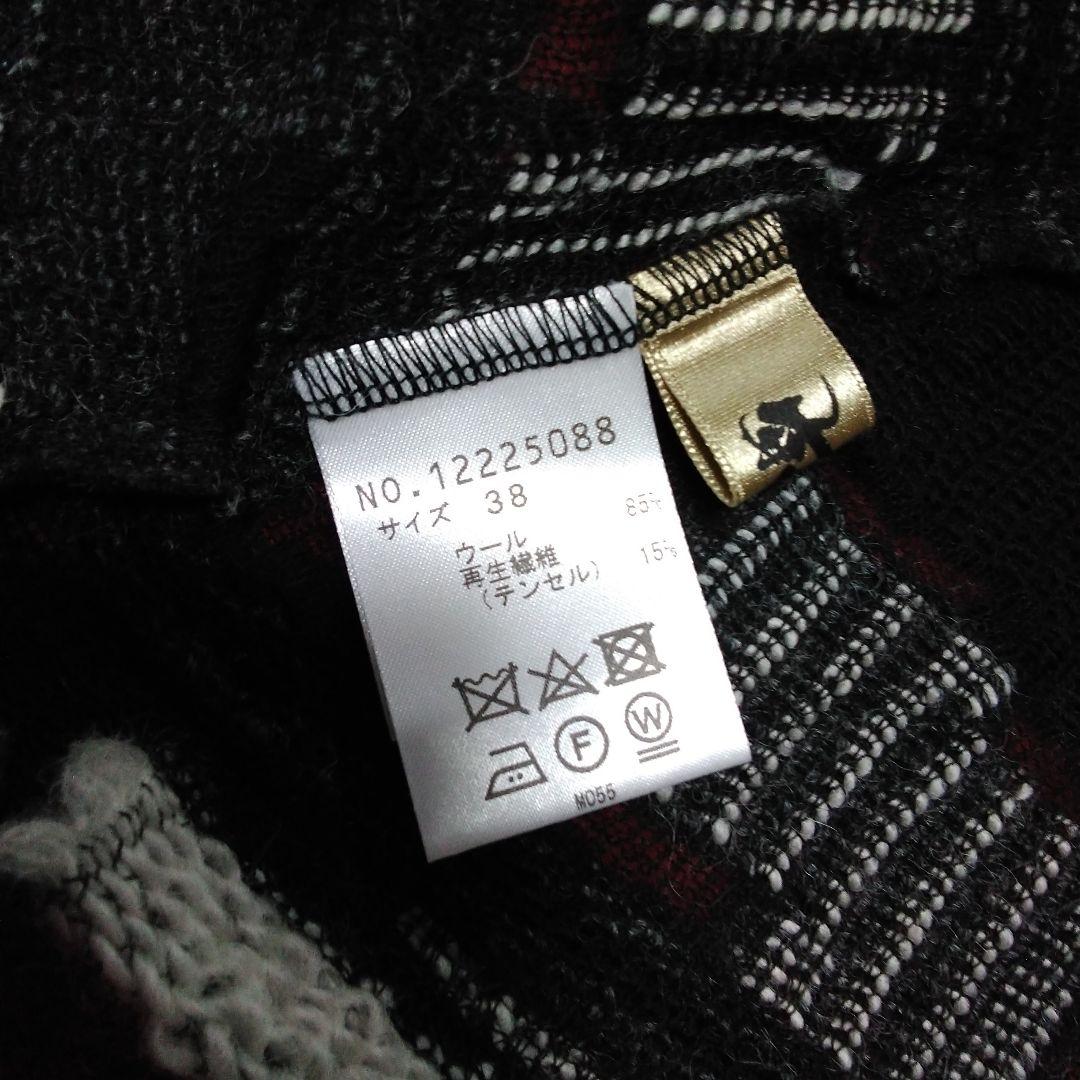 NO.12225088
サイズ 38
ウール 85%
再生繊維 15%
(テンセル)
F W
M055